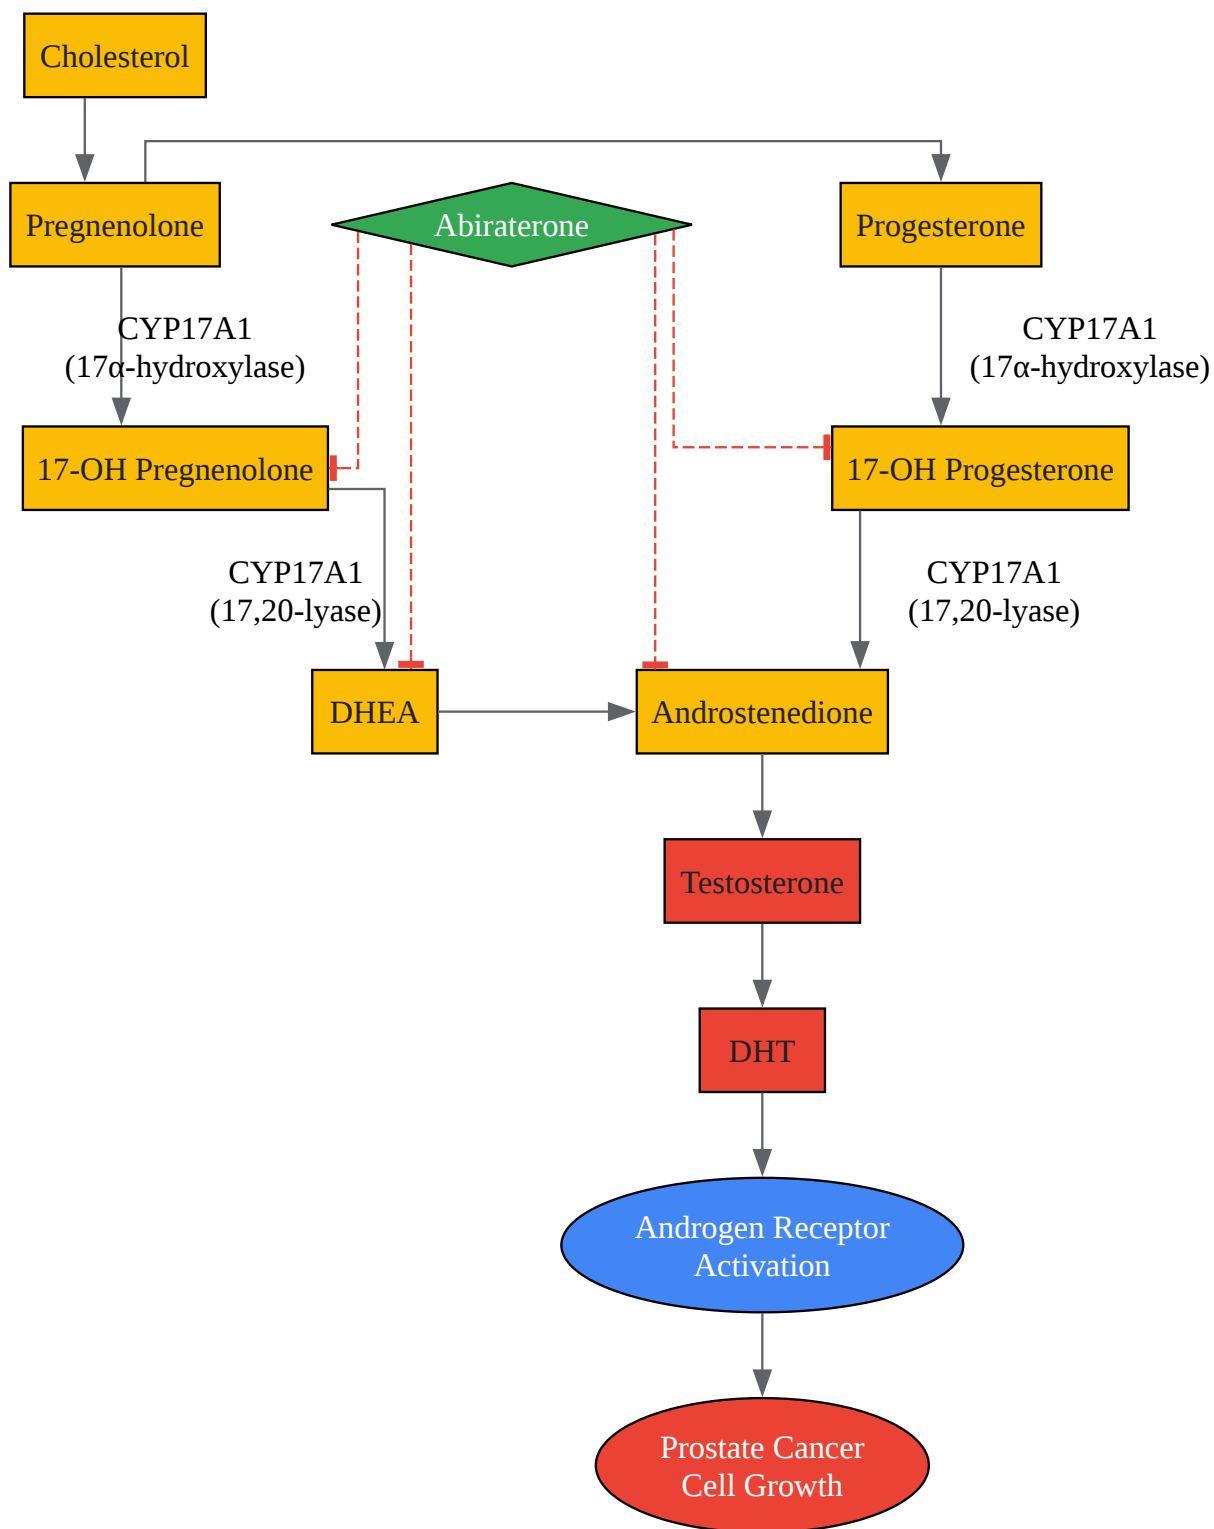 Cholesterol
Pregnenolone
Abiraterone
Progesterone
CYP17A1
(17α-hydroxylase)
CYP17A1
(17α-hydroxylase)
17-OH Pregnenolone
17-OH Progesterone
CYP17A1
(17,20-lyase)
CYP17A1
(17,20-lyase)
DHEA
Androstenedione
Testosterone
DHT
Androgen Receptor
Activation
Prostate Cancer
Cell Growth